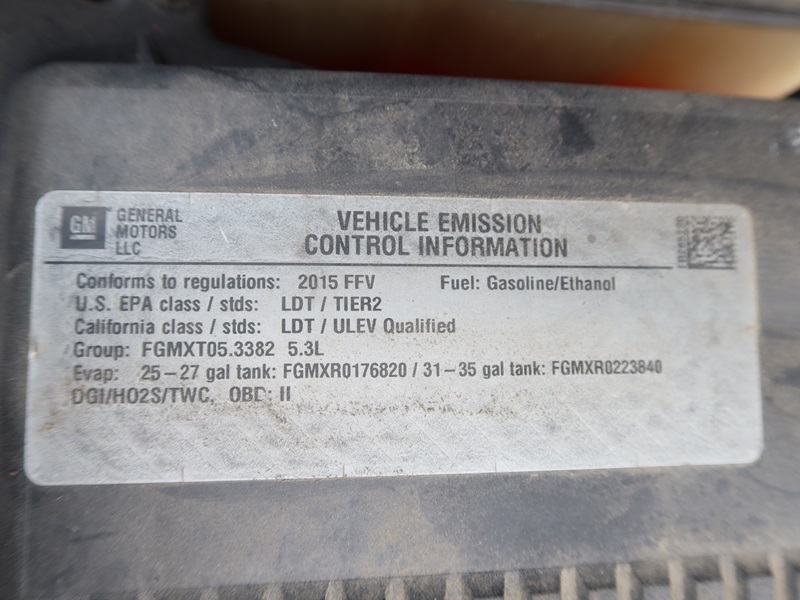 GM
GENERAL
MOTORS
LLC
VEHICLE EMISSION
CONTROL INFORMATION
Conforms to regulations: 2015 FFV Fuel: Gasoline/Ethanol
U.S. EPA class / stds: LDT / TIER2
California class / stds: LDT / ULEV Qualified
Group: FGMXT05.3382 5.3L
Evap: 25-27 gal tank: FGMXR0176820 / 31-35 gal tank: FGMXR0223840
DGI/HO2S/TWC, OBD: II